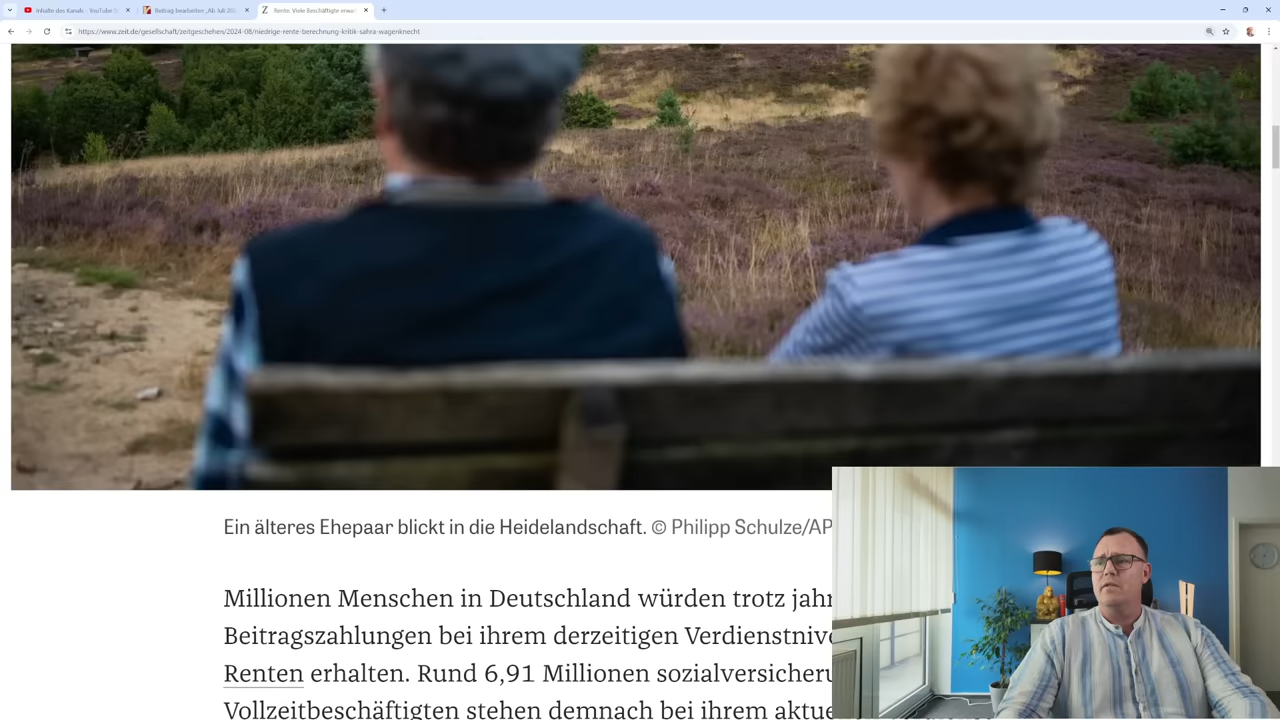 Inhalte des Kanals - YouTube S
Beitrag bearbeiten „Ab Juli 202
Rente: Viele Beschäftigte erwa
https://www.zeit.de/gesellschaft/zeitgeschehen/2024-08/niedrige-rente-berechnung-kritik-sahra-wagenknecht
Ein älteres Ehepaar blickt in die Heidelandschaft. © Philipp Schulze/AP
Millionen Menschen in Deutschland würden trotz jahr
Beitragszahlungen bei ihrem derzeitigen Verdienstnive
Renten erhalten. Rund 6,91 Millionen sozialversicheru
Vollzeitbeschäftigten stehen demnach bei ihrem aktue